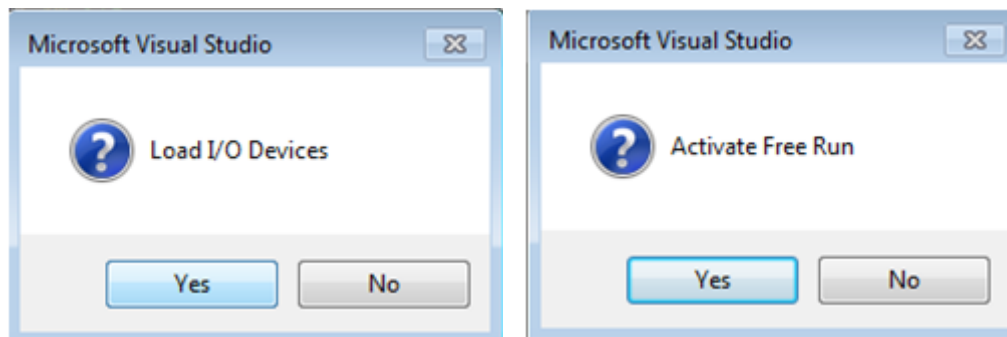 Microsoft Visual Studio
Load I/O Devices
Yes
No
Microsoft Visual Studio
Activate Free Run
Yes
No